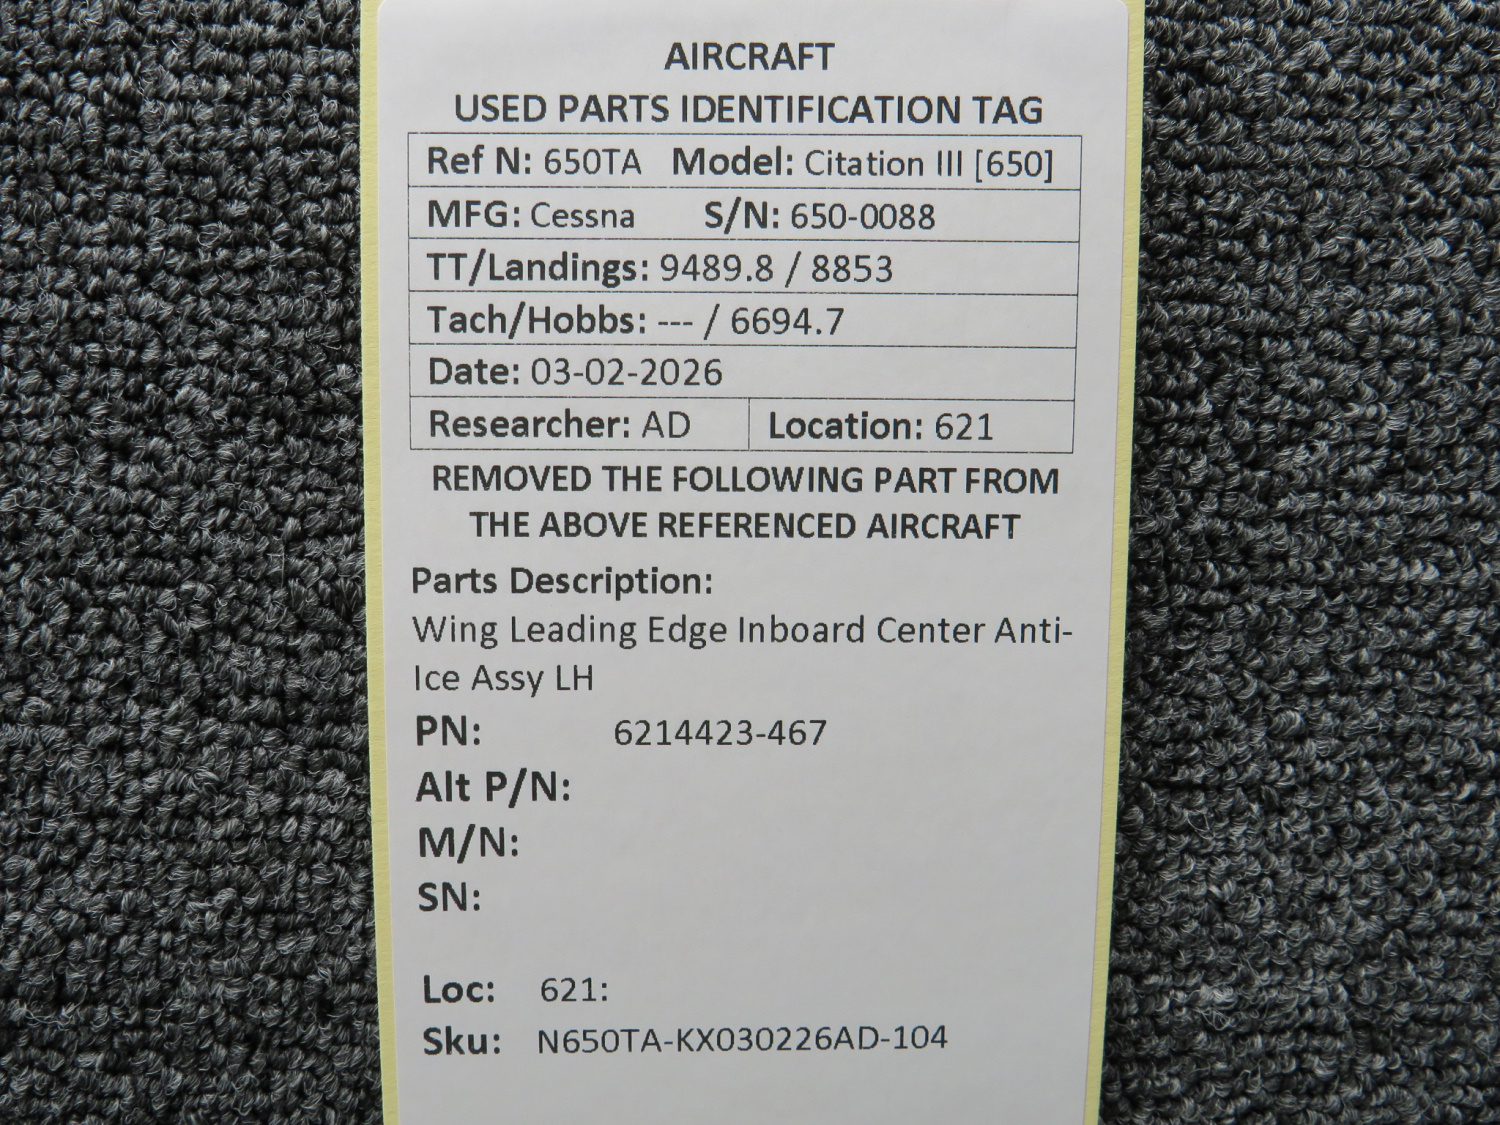 AIRCRAFT
USED PARTS IDENTIFICATION TAG
Ref N: 650TA Model: Citation III [650]
MFG: Cessna S/N: 650-0088
TT/Landings: 9489.8 / 8853
Tach/Hobbs: --- / 6694.7
Date: 03-02-2026
Researcher: AD Location: 621
REMOVED THE FOLLOWING PART FROM
THE ABOVE REFERENCED AIRCRAFT
Parts Description:
Wing Leading Edge Inboard Center Anti-
Ice Assy LH
PN: 6214423-467
Alt P/N:
M/N:
SN:
Loc: 621:
Sku: N650TA-KX030226AD-104